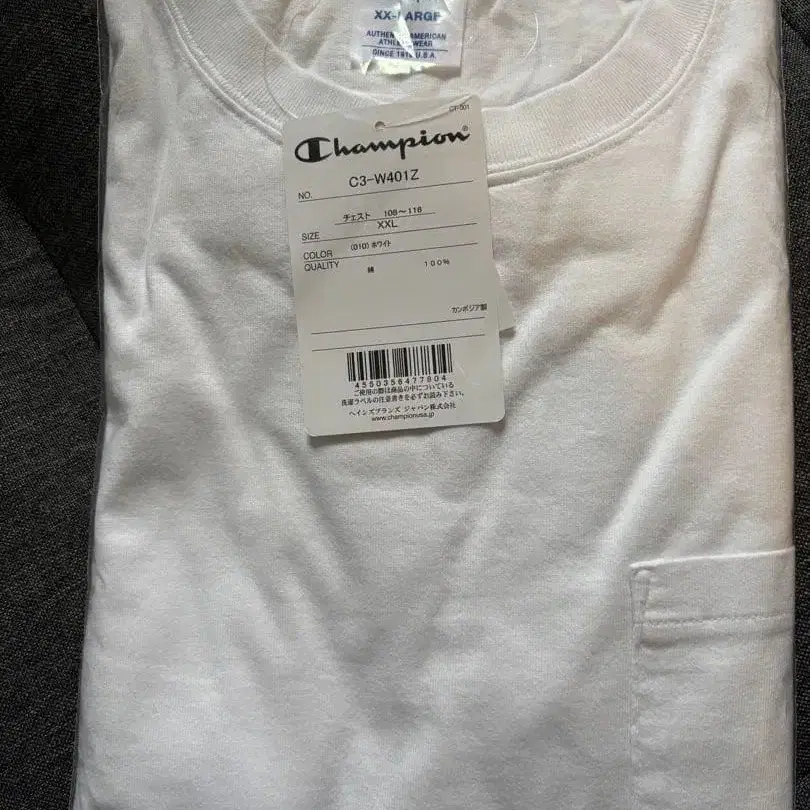 XX-LARGE
AUTHENTIC AMERICAN
ATHLETIC WEAR
SINCE 1919 U.S.A.
CT-001
Champion®
NO. C3-W401Z
チェスト 108~116
SIZE XXL
COLOR (010) ホワイト
QUALITY 綿 100%
カンボジア製
4550356477804
ご使用の際は商品の中についている
洗濯ラベルの注意書きを必ずお読み下さい。
ヘインズブランズ ジャパン株式会社
www.championusa.jp